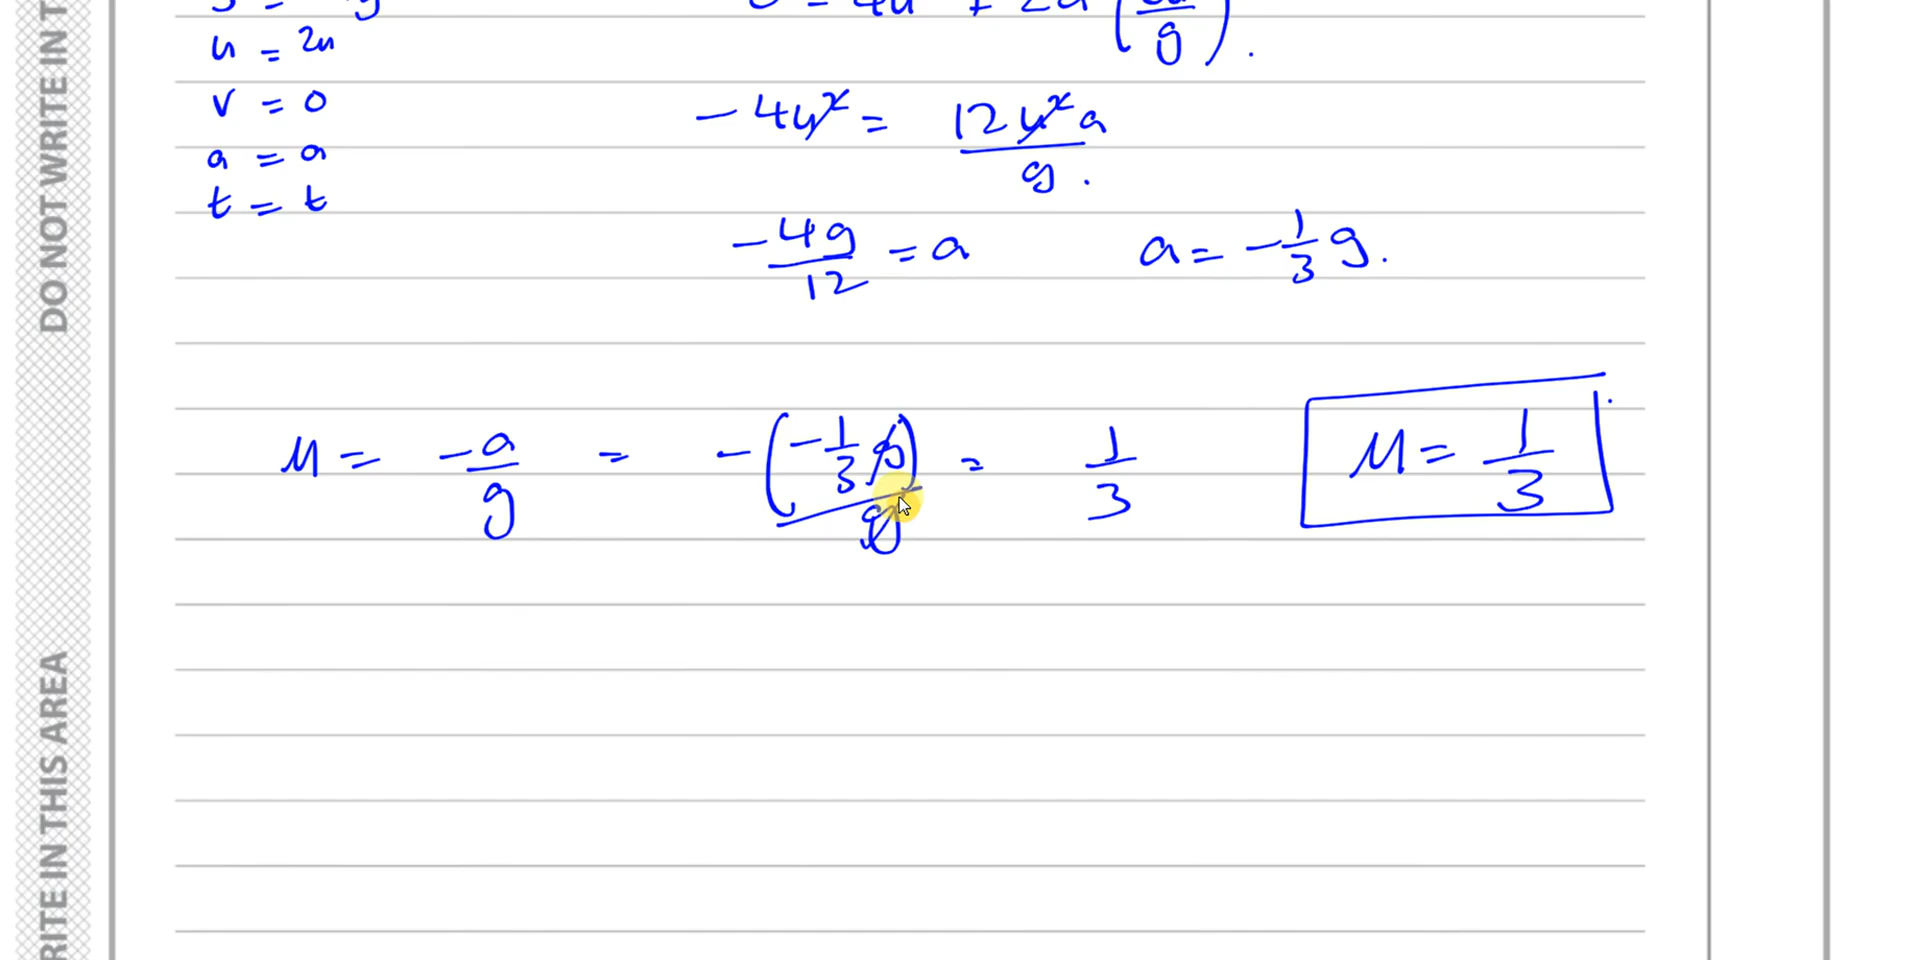 DO NOT WRITE IN T
RITE IN THIS AREA
u = 2u
v = 0
a = a
t = t
-4u² = 12u²a/g.
-4g/12 = a    a = -1/3 g.
μ = -a/g = -(-1/3 g)/g = 1/3    μ = 1/3